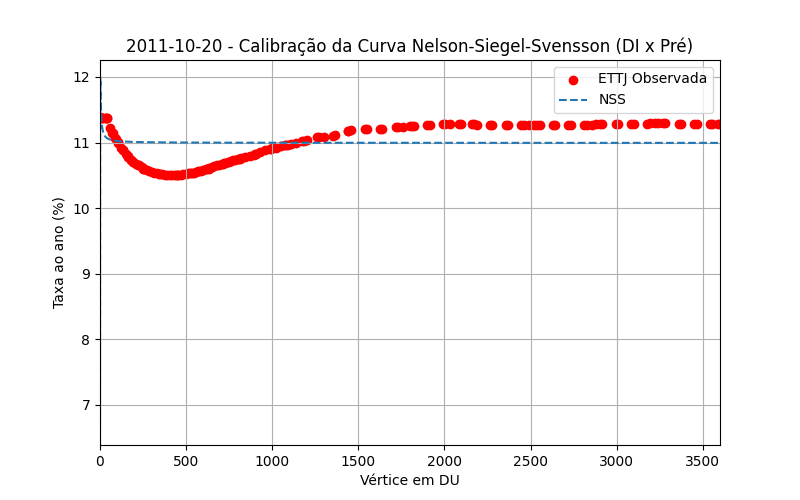 2011-10-20 - Calibração da Curva Nelson-Siegel-Svensson (DI x Pré)
ETTJ Observada
NSS
Taxa ao ano (%)
12
11
10
9
8
7
0 500 1000 1500 2000 2500 3000 3500
Vértice em DU